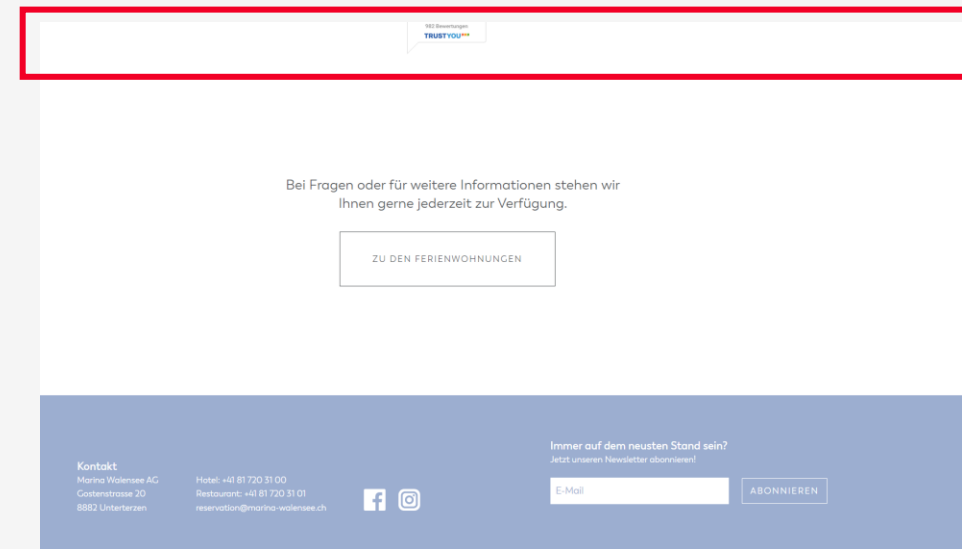 982 Bewertungen
TRUSTYOU
Bei Fragen oder für weitere Informationen stehen wir
Ihnen gerne jederzeit zur Verfügung.
ZU DEN FERIENWOHNUNGEN
Kontakt
Marina Walensee AG
Gostenstrasse 20
8882 Unterterzen
Hotel: +41 81 720 31 00
Restaurant: +41 81 720 31 01
reservation@marina-walensee.ch
Immer auf dem neusten Stand sein?
Jetzt unseren Newsletter abonnieren!
E-Mail
ABONNIEREN